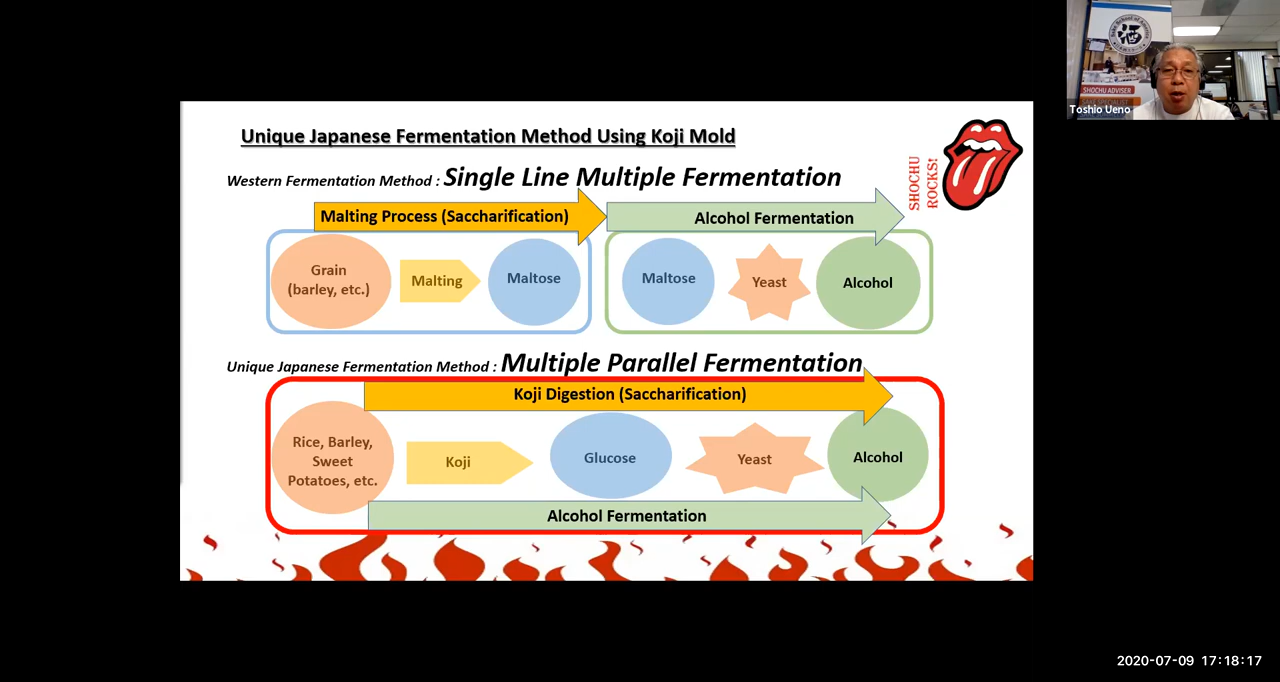 Unique Japanese Fermentation Method Using Koji Mold
Western Fermentation Method : Single Line Multiple Fermentation
SHOCHU
ROCKS!
Malting Process (Saccharification)
Alcohol Fermentation
Grain
(barley, etc.)
Malting
Maltose
Maltose
Yeast
Alcohol
Unique Japanese Fermentation Method : Multiple Parallel Fermentation
Koji Digestion (Saccharification)
Rice, Barley,
Sweet
Potatoes, etc.
Koji
Glucose
Yeast
Alcohol
Alcohol Fermentation
SHOCHU ADVISER
Toshio Ueno
2020-07-09 17:18:17